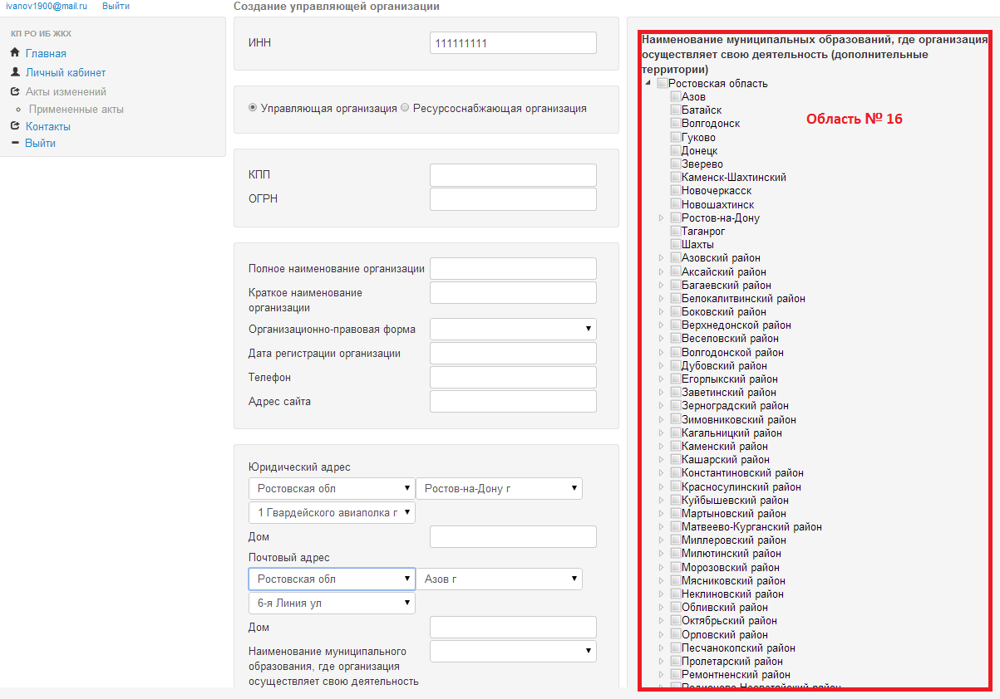 ivanov1900@mail.ru Выйти
КП РО ИБ ЖКХ
Главная
Личный кабинет
Акты изменений
Примененные акты
Контакты
Выйти
Создание управляющей организации
ИНН 111111111
Управляющая организация Ресурсоснабжающая организация
КПП
ОГРН
Полное наименование организации
Краткое наименование
организации
Организационно-правовая форма
Дата регистрации организации
Телефон
Адрес сайта
Юридический адрес
Ростовская обл Ростов-на-Дону г
1 Гвардейского авиаполка г
Дом
Почтовый адрес
Ростовская обл Азов г
6-я Линия ул
Дом
Наименование муниципального
образования, где организация
осуществляет свою деятельность
Наименование муниципальных образований, где организация
осуществляет свою деятельность (дополнительные
территории)
Ростовская область
Азов
Батайск
Волгодонск
Область № 16
Гуково
Донецк
Зверево
Каменск-Шахтинский
Новочеркасск
Новошахтинск
Ростов-на-Дону
Таганрог
Шахты
Азовский район
Аксайский район
Багаевский район
Белокалитвинский район
Боковский район
Верхнедонской район
Веселовский район
Волгодонской район
Дубовский район
Егорлыкский район
Заветинский район
Зерноградский район
Зимовниковский район
Кагальницкий район
Каменский район
Кашарский район
Константиновский район
Красносулинский район
Куйбышевский район
Мартыновский район
Матвеево-Курганский район
Миллеровский район
Милютинский район
Морозовский район
Мясниковский район
Неклиновский район
Обливский район
Октябрьский район
Орловский район
Песчанокопский район
Пролетарский район
Ремонтненский район
Родионово-Несветайский район